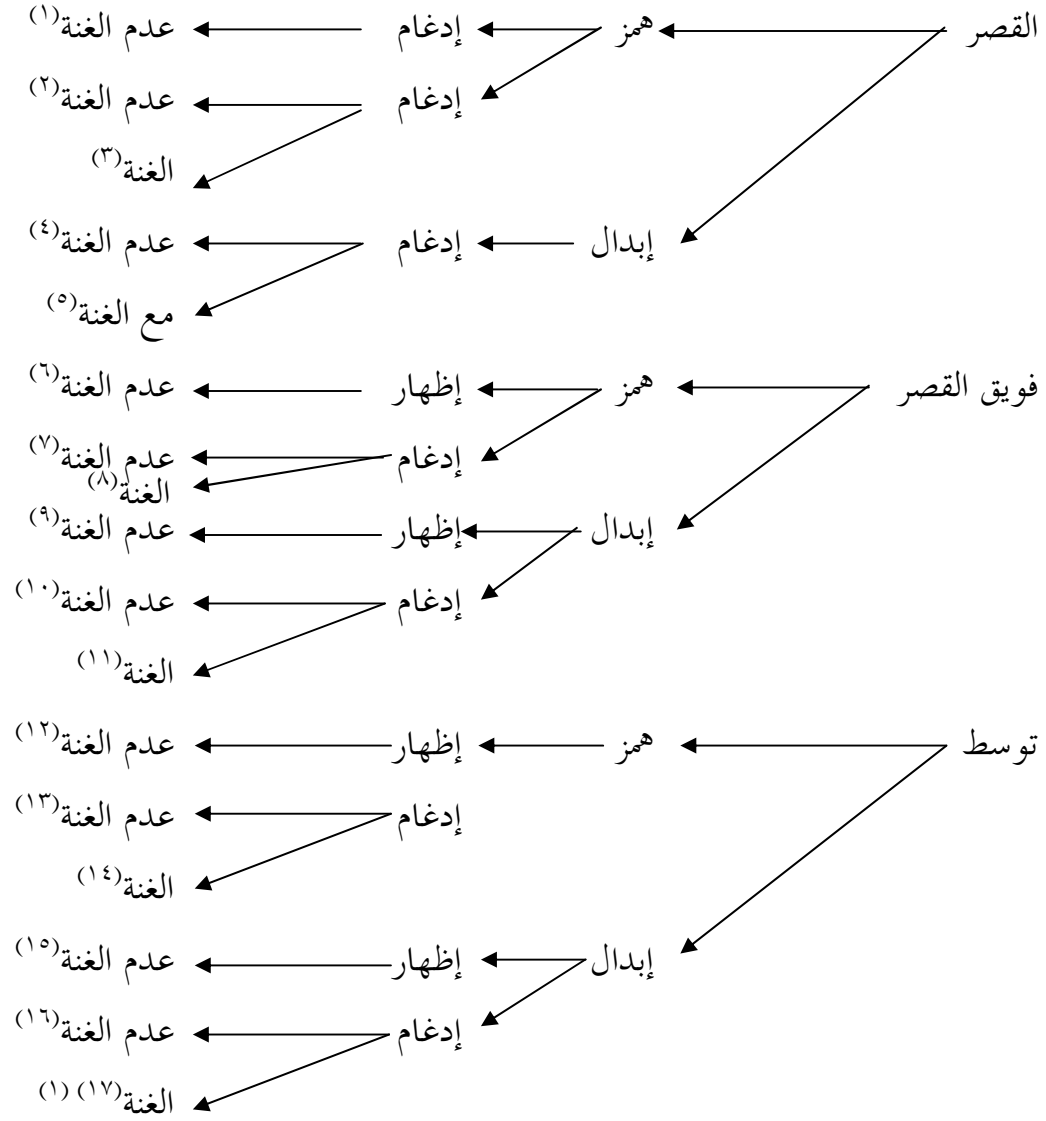 القصر همز إدغام عدم الغنة(١)
إدغام عدم الغنة(٢)
الغنة(٣)
إبدال إدغام عدم الغنة(٤)
مع الغنة(٥)
فويق القصر همز إظهار عدم الغنة(٦)
إدغام عدم الغنة(٧)
الغنة(٨)
إبدال إظهار عدم الغنة(٩)
إدغام عدم الغنة(١٠)
الغنة(١١)
توسط همز إظهار عدم الغنة(١٢)
إدغام عدم الغنة(١٣)
الغنة(١٤)
إبدال إظهار عدم الغنة(١٥)
إدغام عدم الغنة(١٦)
الغنة(١٧) (١)